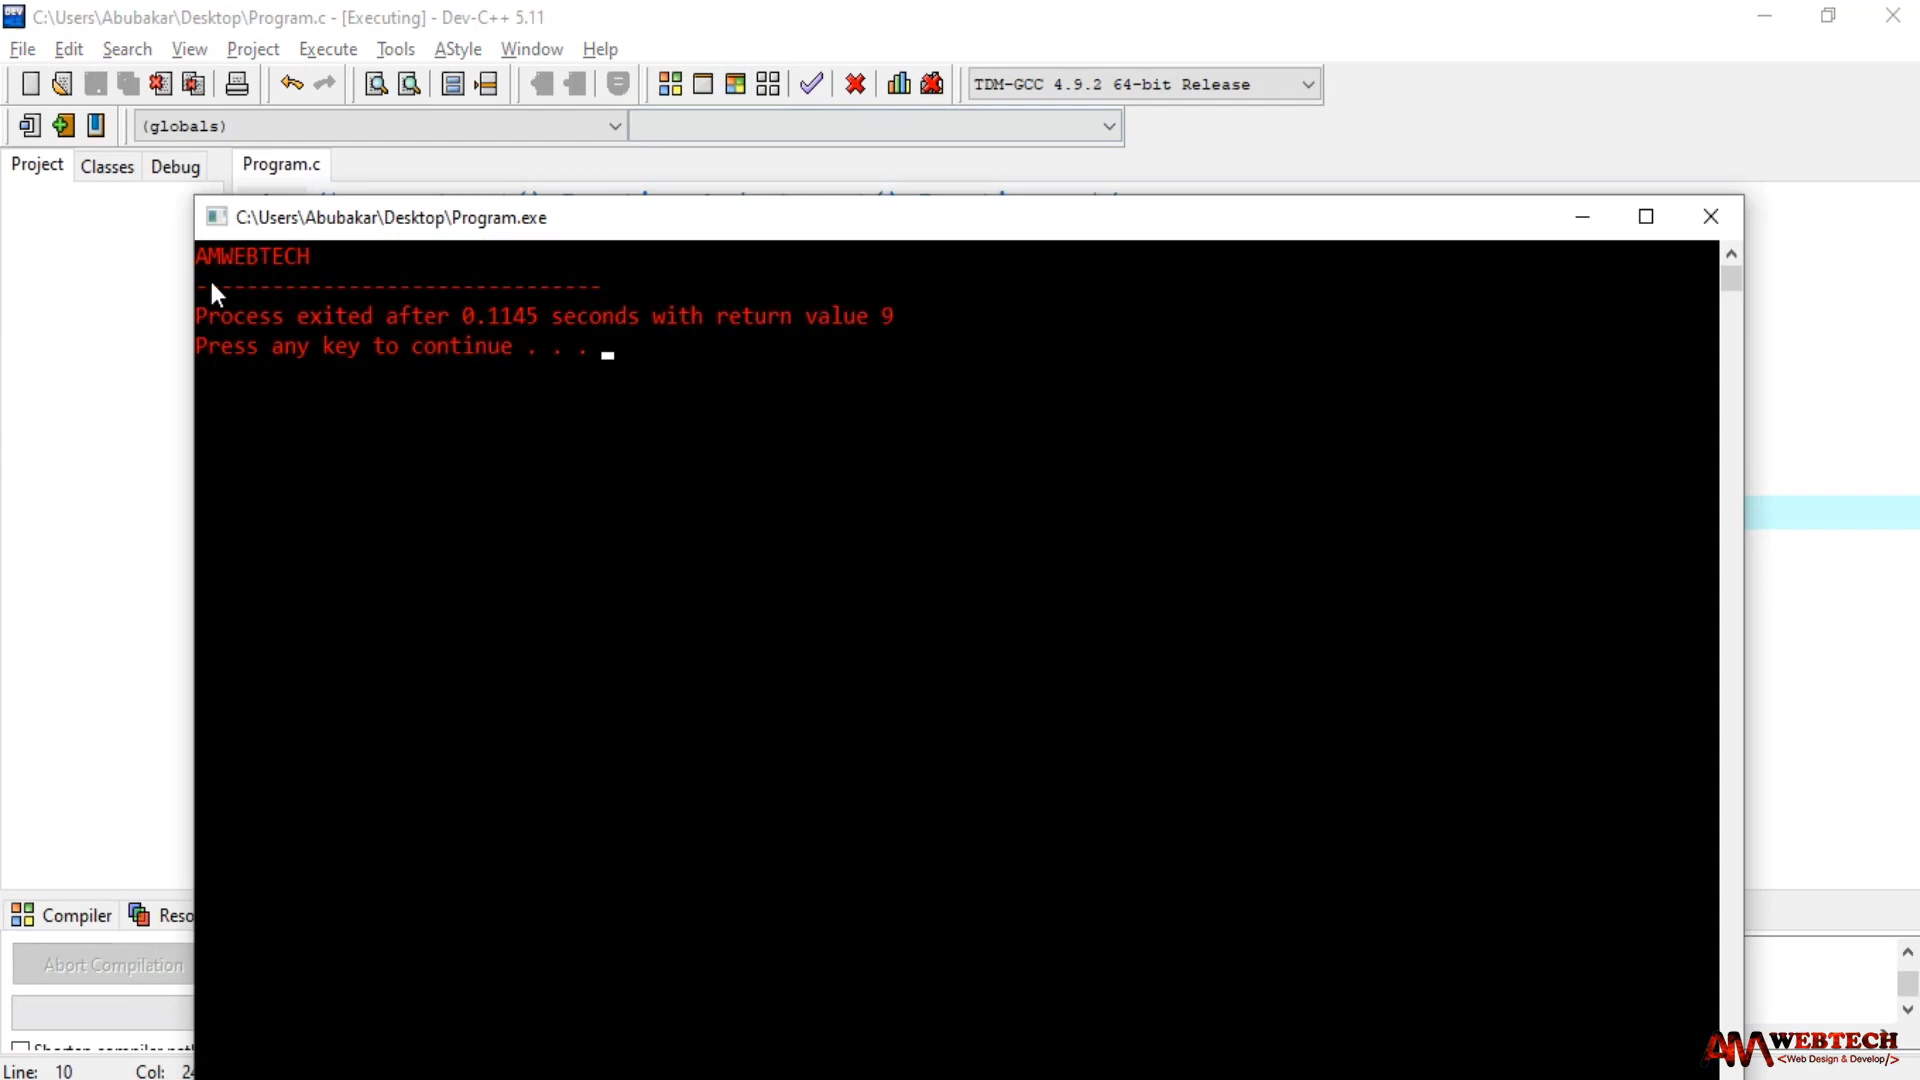 C:\Users\Abubakar\Desktop\Program.c - [Executing] - Dev-C++ 5.11
File Edit Search View Project Execute Tools AStyle Window Help
TDM-GCC 4.9.2 64-bit Release
(globals)
Project Classes Debug Program.c
C:\Users\Abubakar\Desktop\Program.exe
AMWEBTECH
--------------------------------
Process exited after 0.1145 seconds with return value 9
Press any key to continue . . .
Compiler Reso
Abort Compilation
Line: 10 Col: 24
AMWEBTECH
<Web Design & Develop/>